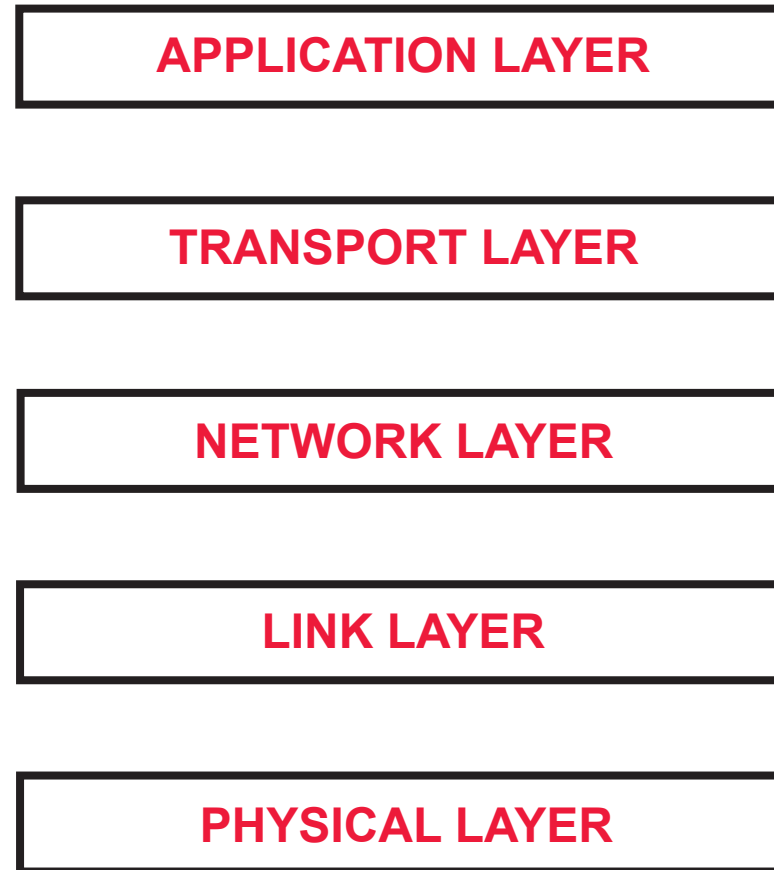 APPLICATION LAYER
TRANSPORT LAYER
NETWORK LAYER
LINK LAYER
PHYSICAL LAYER